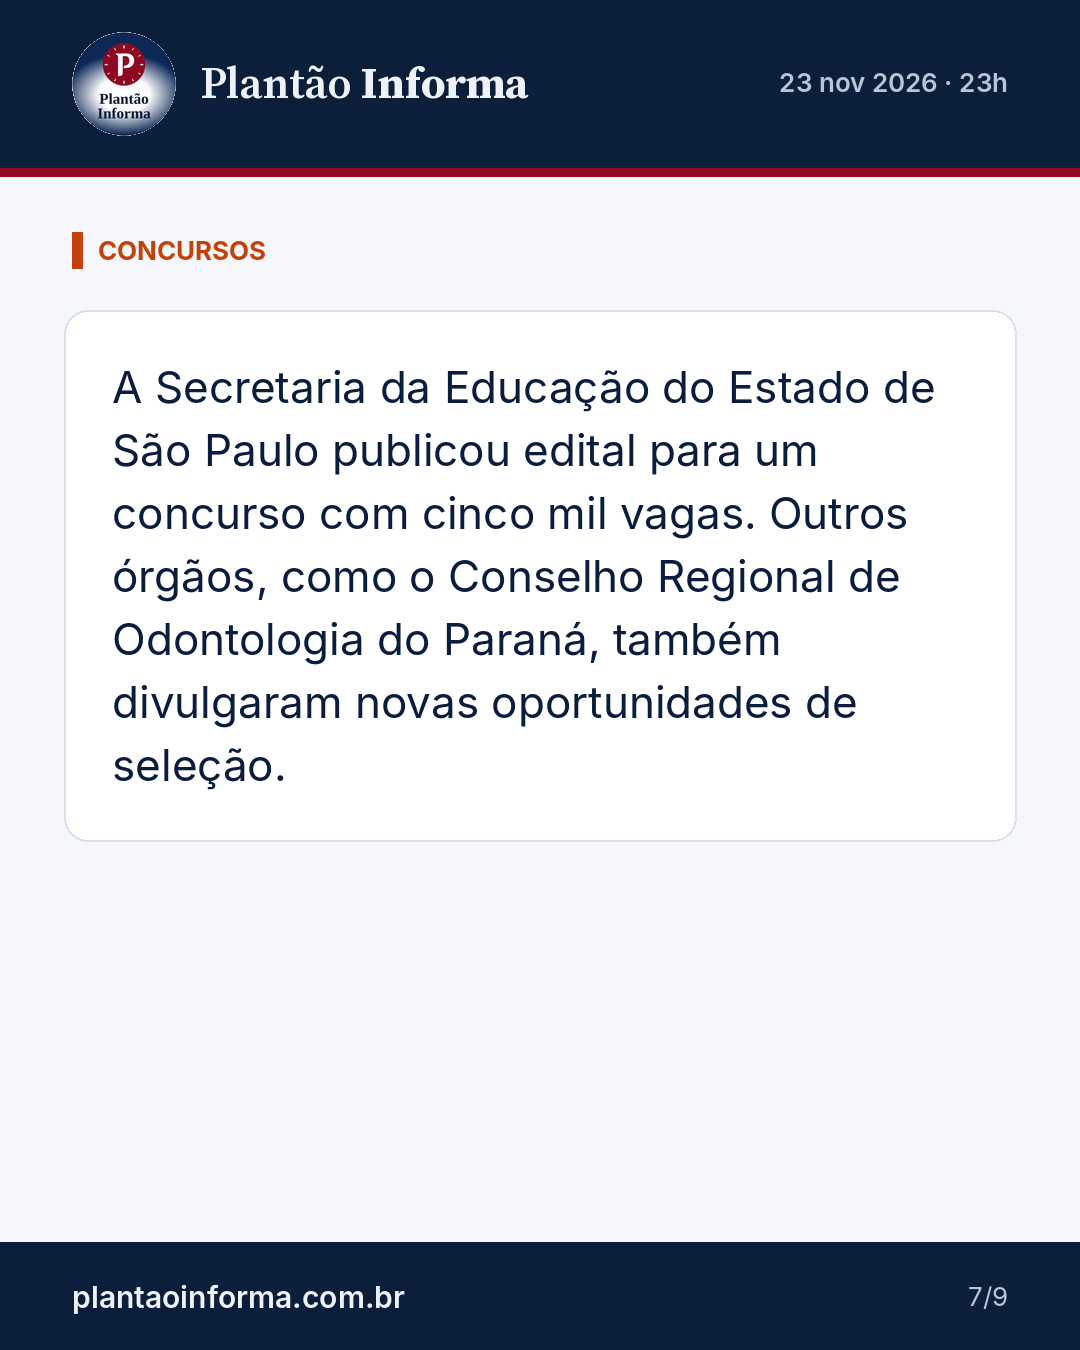 P
Plantão
Informa
Plantão Informa
23 nov 2026 · 23h
CONCURSOS
A Secretaria da Educação do Estado de
São Paulo publicou edital para um
concurso com cinco mil vagas. Outros
órgãos, como o Conselho Regional de
Odontologia do Paraná, também
divulgaram novas oportunidades de
seleção.
plantaoinforma.com.br
7/9